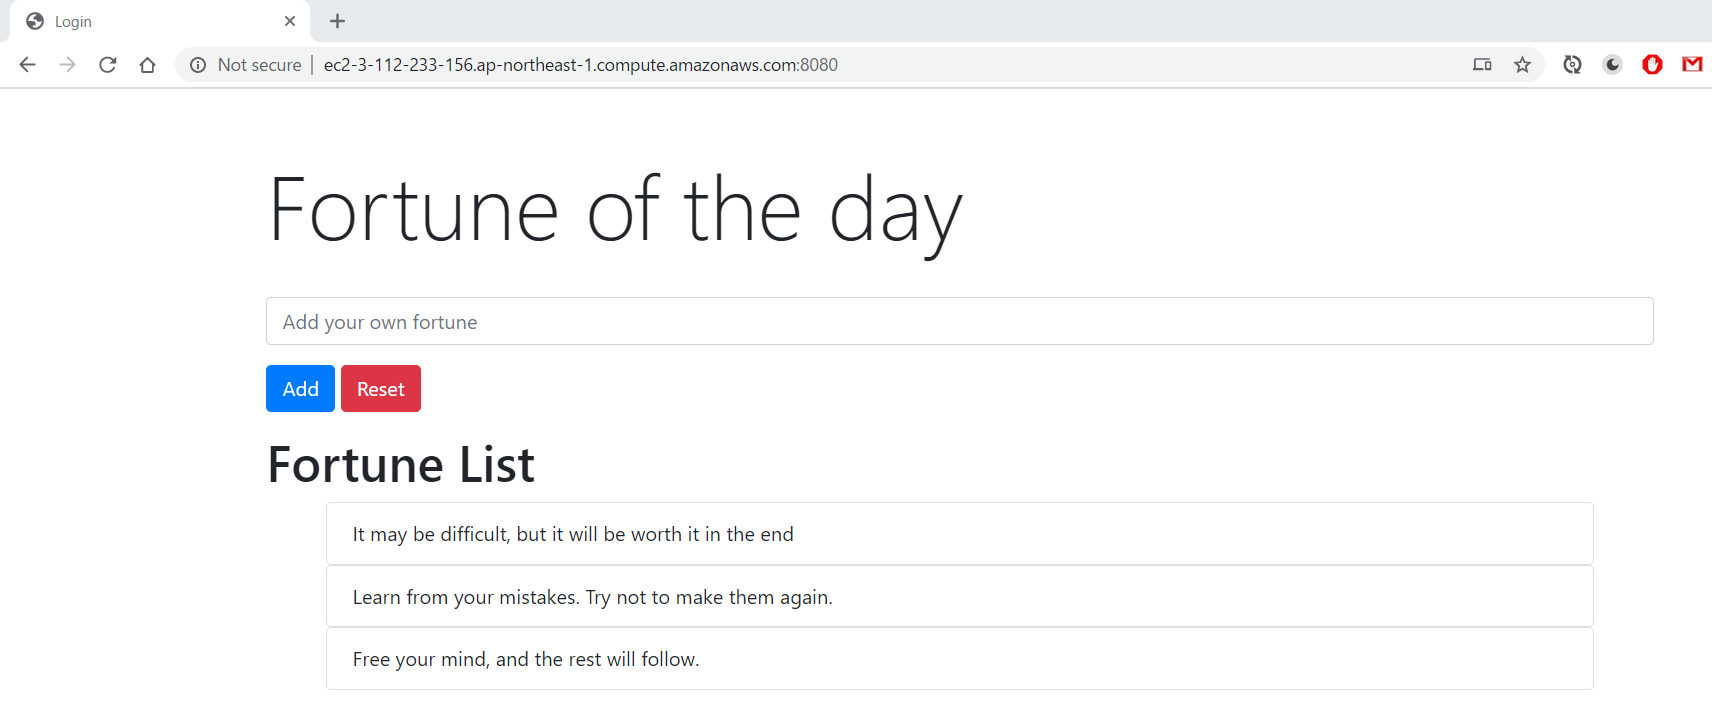 Login
Not secure | ec2-3-112-233-156.ap-northeast-1.compute.amazonaws.com:8080
Fortune of the day
Add your own fortune
Add Reset
Fortune List
It may be difficult, but it will be worth it in the end
Learn from your mistakes. Try not to make them again.
Free your mind, and the rest will follow.